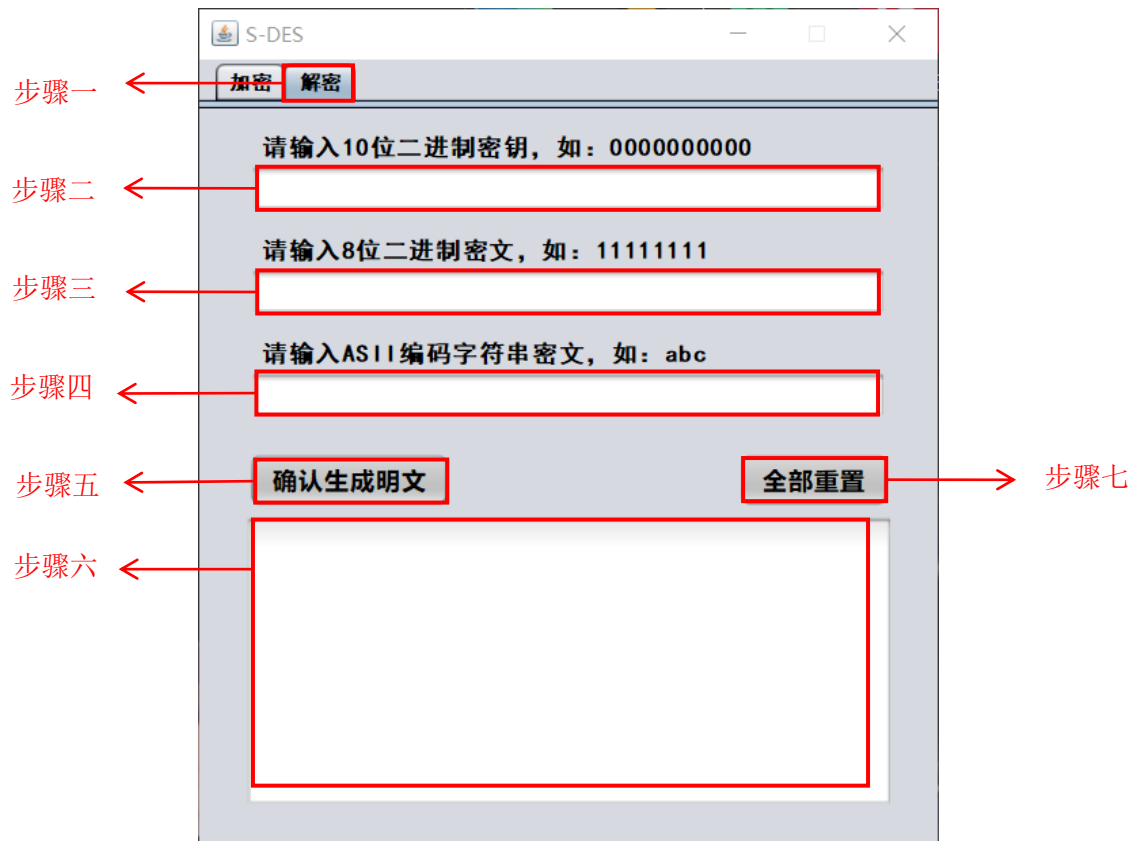 S-DES
步骤一
加密 解密
请输入10位二进制密钥，如：0000000000
步骤二
请输入8位二进制密文，如：11111111
步骤三
请输入ASII编码字符串密文，如：abc
步骤四
步骤五
确认生成明文
全部重置
步骤七
步骤六